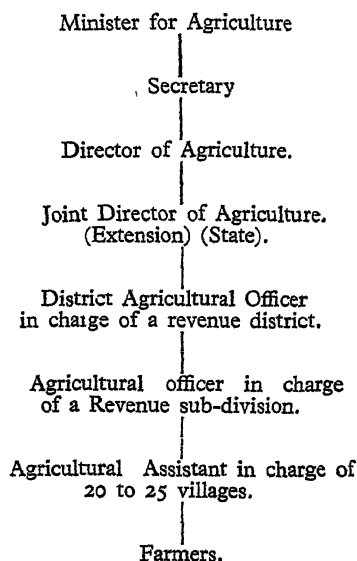 Minister for Agriculture
Secretary
Director of Agriculture.
Joint Director of Agriculture.
(Extension) (State).
District Agricultural Officer
in charge of a revenue district.
Agricultural officer in charge
of a Revenue sub-division.
Agricultural Assistant in charge of
20 to 25 villages.
Farmers.